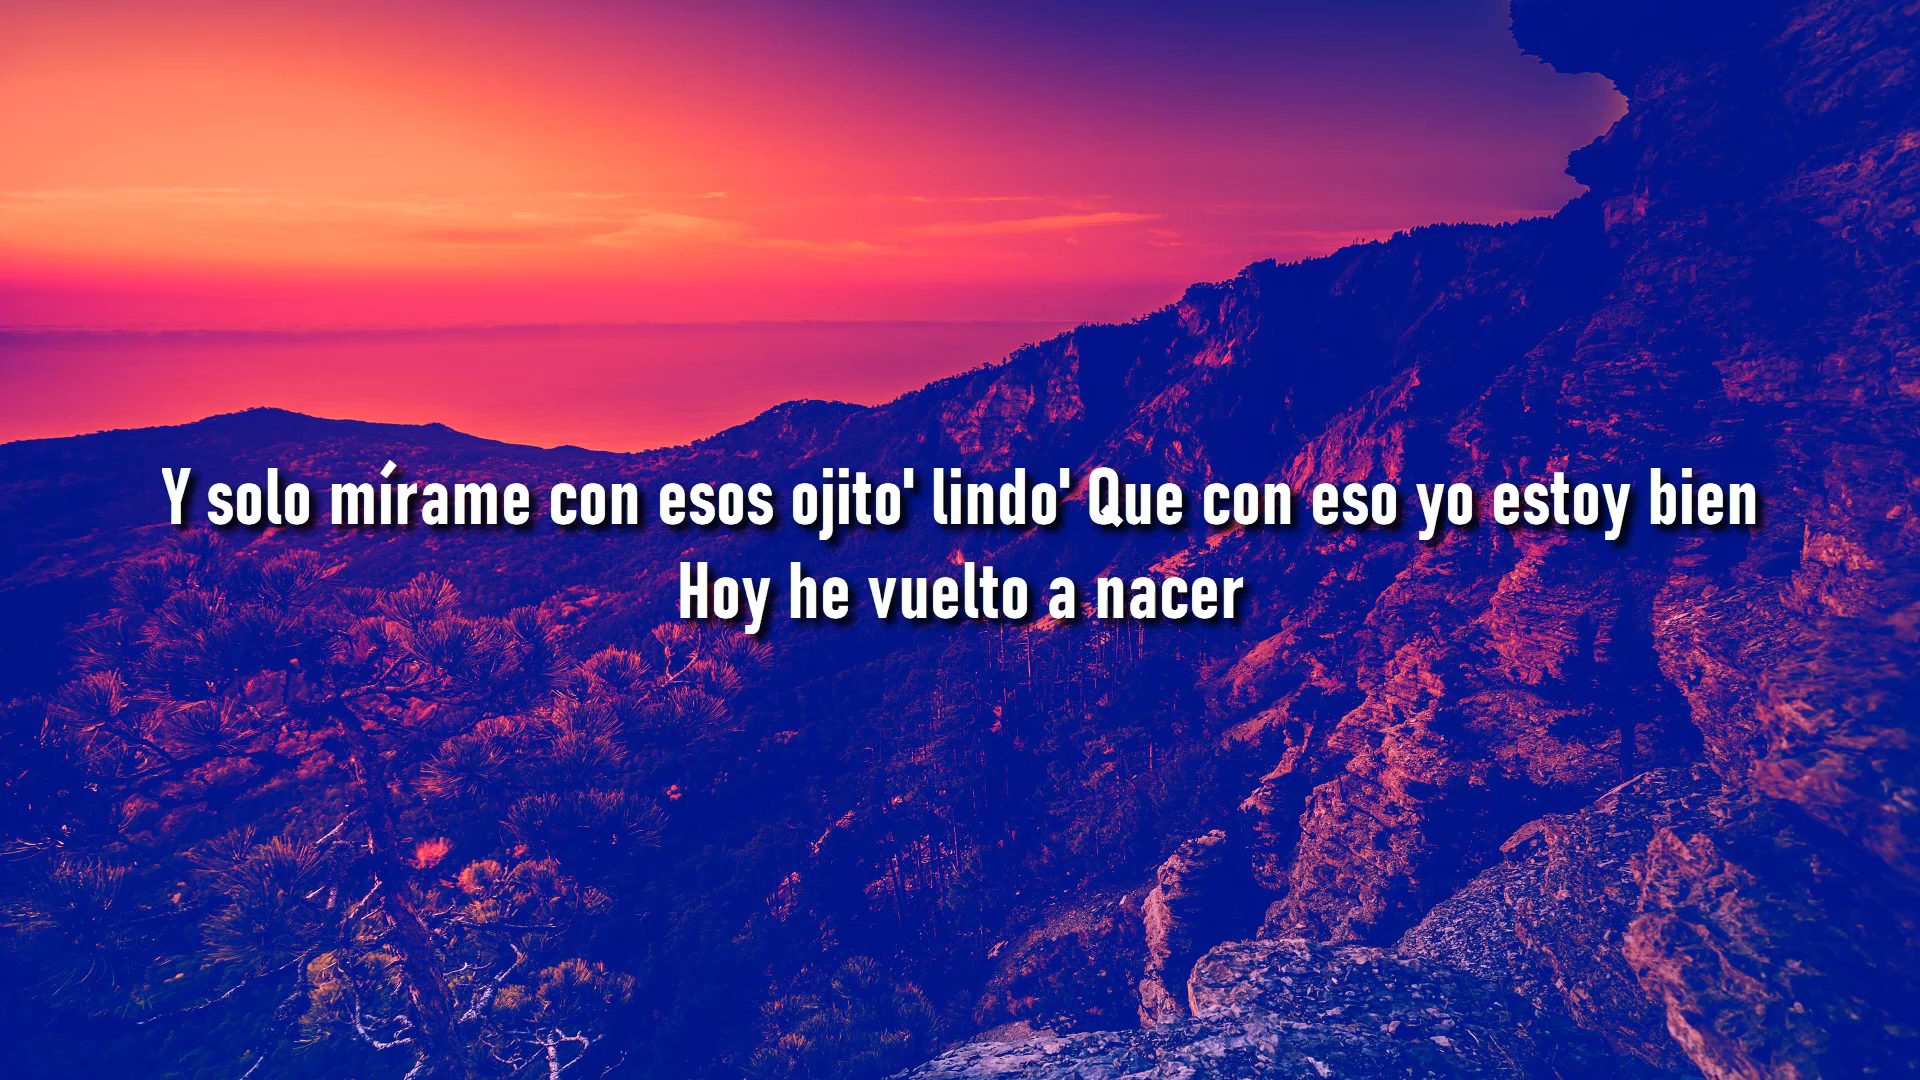 Y solo mírame con esos ojito' lindo' Que con eso yo estoy bien
Hoy he vuelto a nacer